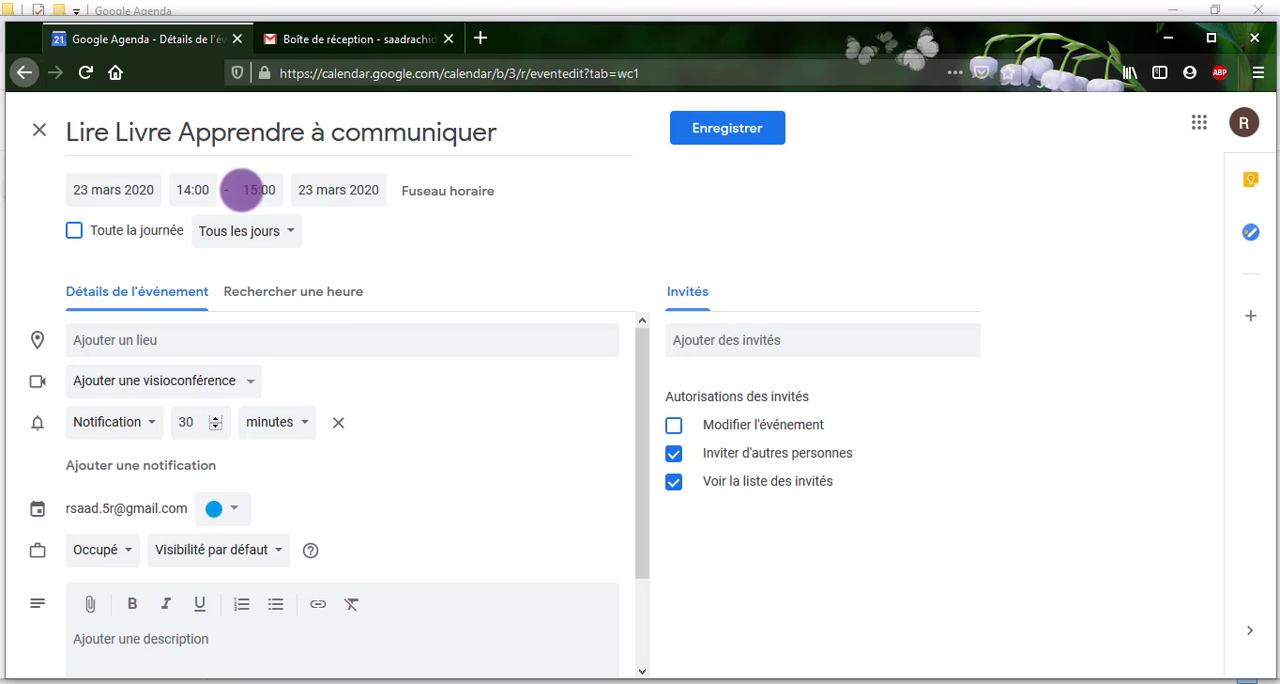 Google Agenda
21 Google Agenda - Détails de l'é
Boîte de réception - saadrachid
https://calendar.google.com/calendar/b/3/r/eventedit?tab=wc1
ABP
Lire Livre Apprendre à communiquer
Enregistrer
R
23 mars 2020 14:00 - 15:00 23 mars 2020 Fuseau horaire
Toute la journée Tous les jours
Détails de l'événement Rechercher une heure
Invités
Ajouter un lieu
Ajouter des invités
Ajouter une visioconférence
Autorisations des invités
Notification 30 minutes
Modifier l'événement
Inviter d'autres personnes
Ajouter une notification
Voir la liste des invités
rsaad.5r@gmail.com
Occupé Visibilité par défaut
B I U
Ajouter une description